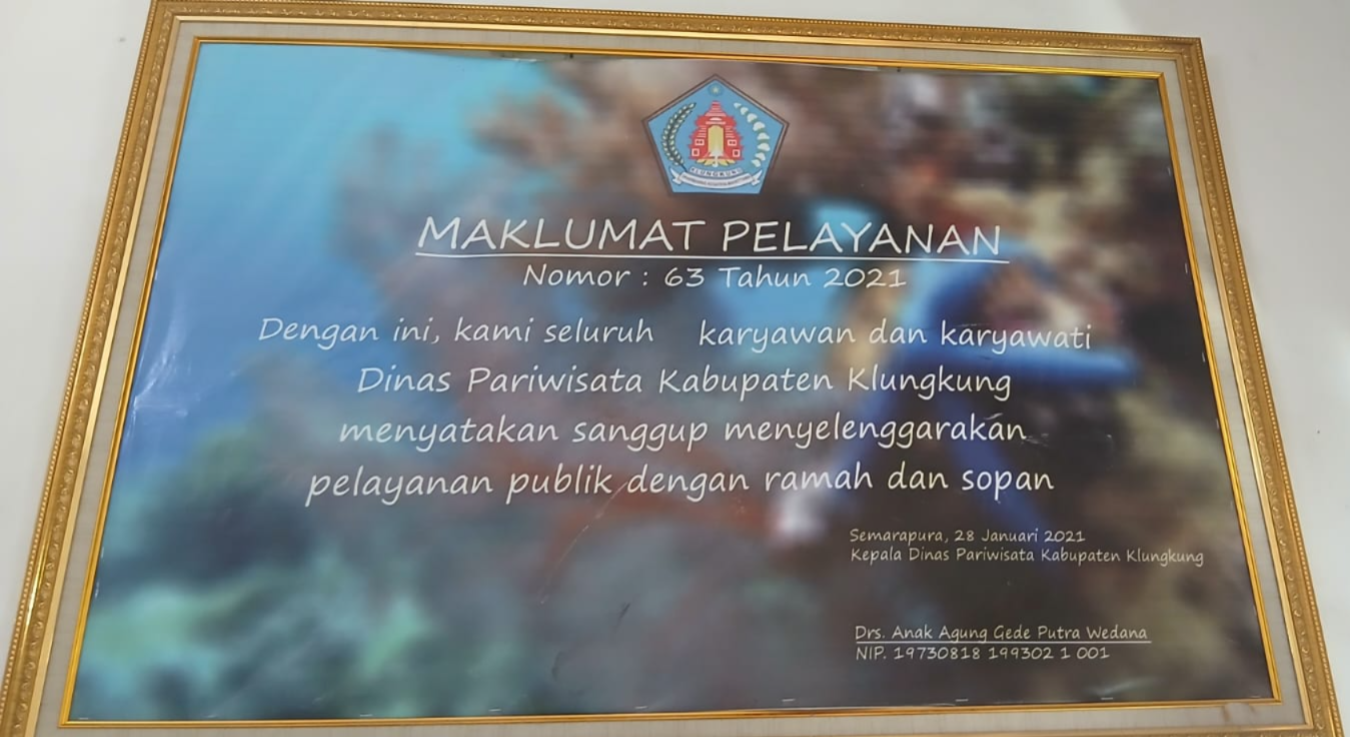 KLUNGKUNG
MAKLUMAT PELAYANAN
Nomor : 63 Tahun 2021
Dengan ini, kami seluruh karyawan dan karyawati
Dinas Pariwisata Kabupaten Klungkung
menyatakan sanggup menyelenggarakan
pelayanan publik dengan ramah dan sopan
Semarapura, 28 Januari 2021
Kepala Dinas Pariwisata Kabupaten Klungkung
Drs. Anak Agung Gede Putra Wedana
NIP. 19730818 199302 1 001